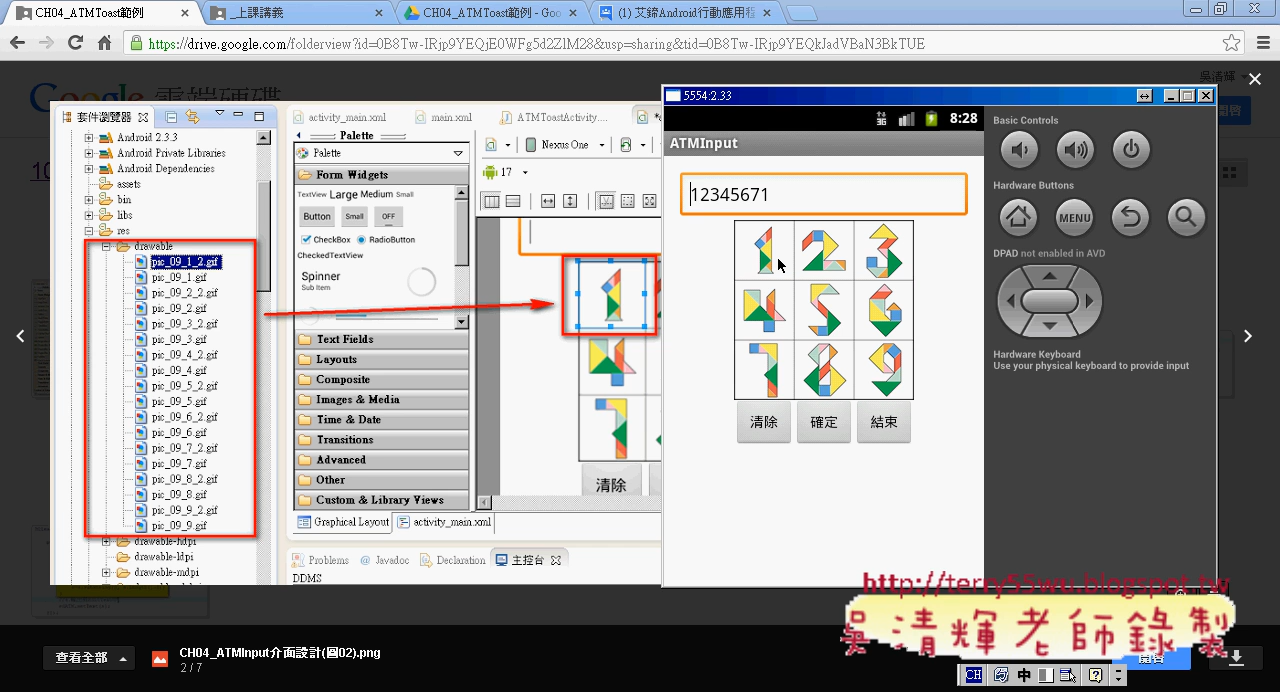 CH04_ATMToast範例
_上課講義
CH04_ATMToast範例 - Goo
(1) 艾鍗Android行動應用程
https://drive.google.com/folderview?id=0B8Tw-IRjp9YEQjE0WFg5d2ZlM28&usp=sharing&tid=0B8Tw-IRjp9YEQkJadVBaN3BkTUE
吳清輝
Google 雲端硬碟
套件瀏覽器
Android 2.3.3
Android Private Libraries
Android Dependencies
assets
bin
libs
res
drawable
pic_09_1_2.gif
pic_09_1.gif
pic_09_2_2.gif
pic_09_2.gif
pic_09_3_2.gif
pic_09_3.gif
pic_09_4_2.gif
pic_09_4.gif
pic_09_5_2.gif
pic_09_5.gif
pic_09_6_2.gif
pic_09_6.gif
pic_09_7_2.gif
pic_09_7.gif
pic_09_8_2.gif
pic_09_8.gif
pic_09_9_2.gif
pic_09_9.gif
drawable-hdpi
drawable-ldpi
drawable-mdpi
activity_main.xml
main.xml
ATMToastActivity....
Palette
Palette
Form Widgets
TextView Large Medium Small
Button Small OFF
CheckBox RadioButton
CheckedTextView
Spinner
Sub Item
Text Fields
Layouts
Composite
Images & Media
Time & Date
Transitions
Advanced
Other
Custom & Library Views
Graphical Layout activity_main.xml
Nexus One
17
清除
Problems @ Javadoc Declaration 主控台
DDMS
5554:2.33
8:28
ATMInput
12345671
清除 確定 結束
Basic Controls
Hardware Buttons
MENU
DPAD not enabled in AVD
Hardware Keyboard
Use your physical keyboard to provide input
http://terry55wu.blogspot.tw
吳清輝老師錄製
查看全部
CH04_ATMInput介面設計(圖02).png
2 / 7
CH 中